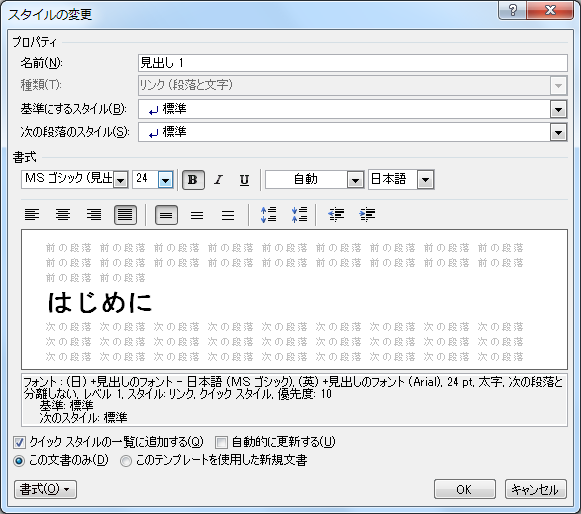 スタイルの変更
プロパティ
名前(N): 見出し 1
種類(T): リンク (段落と文字)
基準にするスタイル(B): ↵ 標準
次の段落のスタイル(S): ↵ 標準
書式
MS ゴシック (見出 24 B I U 自動 日本語
前の段落 前の段落 前の段落 前の段落 前の段落 前の段落 前の段落 前の段落 前の段落
前の段落 前の段落 前の段落 前の段落 前の段落 前の段落 前の段落 前の段落 前の段落
前の段落 前の段落
はじめに
次の段落 次の段落 次の段落 次の段落 次の段落 次の段落 次の段落 次の段落 次の段落
次の段落 次の段落 次の段落 次の段落 次の段落 次の段落 次の段落 次の段落 次の段落
次の段落 次の段落 次の段落 次の段落 次の段落 次の段落 次の段落 次の段落 次の段落
フォント : (日) +見出しのフォント - 日本語 (MS ゴシック), (英) +見出しのフォント (Arial), 24 pt, 太字, 次の段落と
分離しない, レベル 1, スタイル: リンク, クイック スタイル, 優先度: 10
基準: 標準
次のスタイル: 標準
クイック スタイルの一覧に追加する(Q) 自動的に更新する(U)
この文書のみ(D) このテンプレートを使用した新規文書
書式(O) OK キャンセル